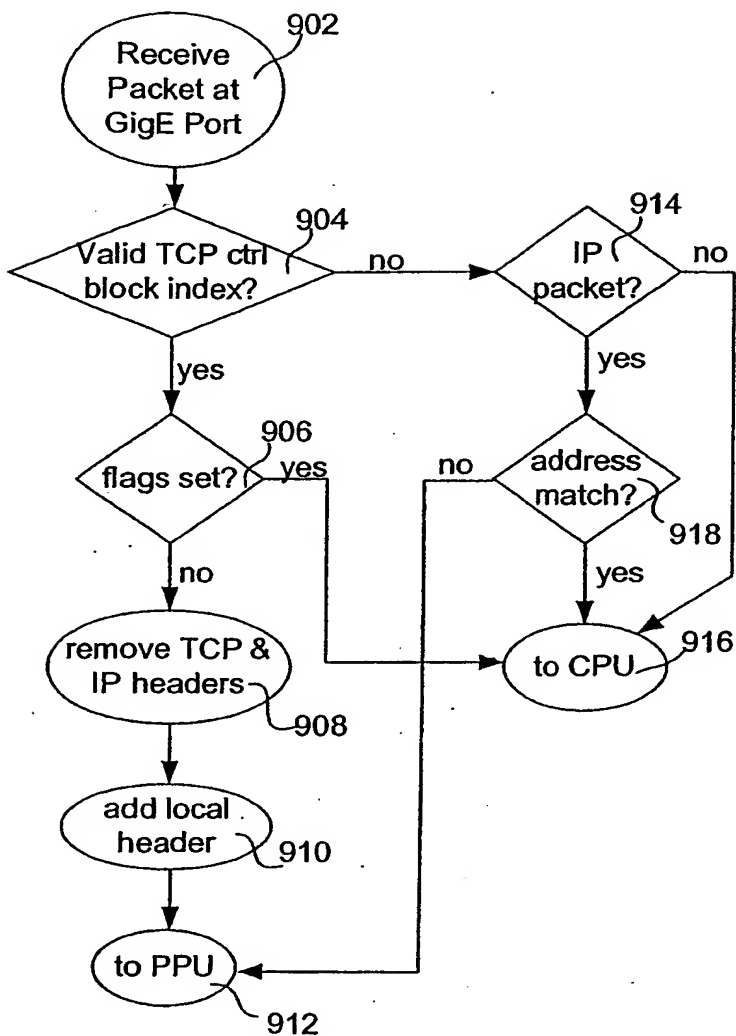 902
Receive
Packet at
GigE Port
904
Valid TCP ctrl
block index?
no
914
IP
packet?
no
yes
yes
906
flags set?
yes
no
address
match?
918
no
yes
remove TCP &
IP headers
908
to CPU
916
add local
header
910
to PPU
912